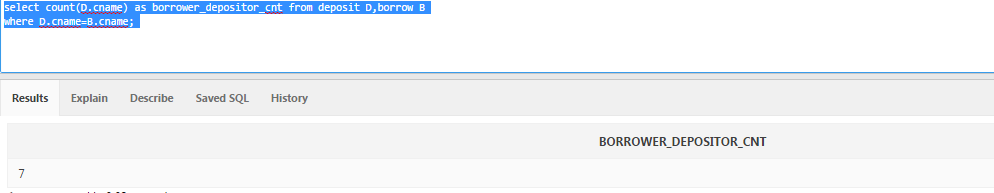 select count(D.cname) as borrower_depositor_cnt from deposit D,borrow B
where D.cname=B.cname;
Results Explain Describe Saved SQL History
BORROWER_DEPOSITOR_CNT
7